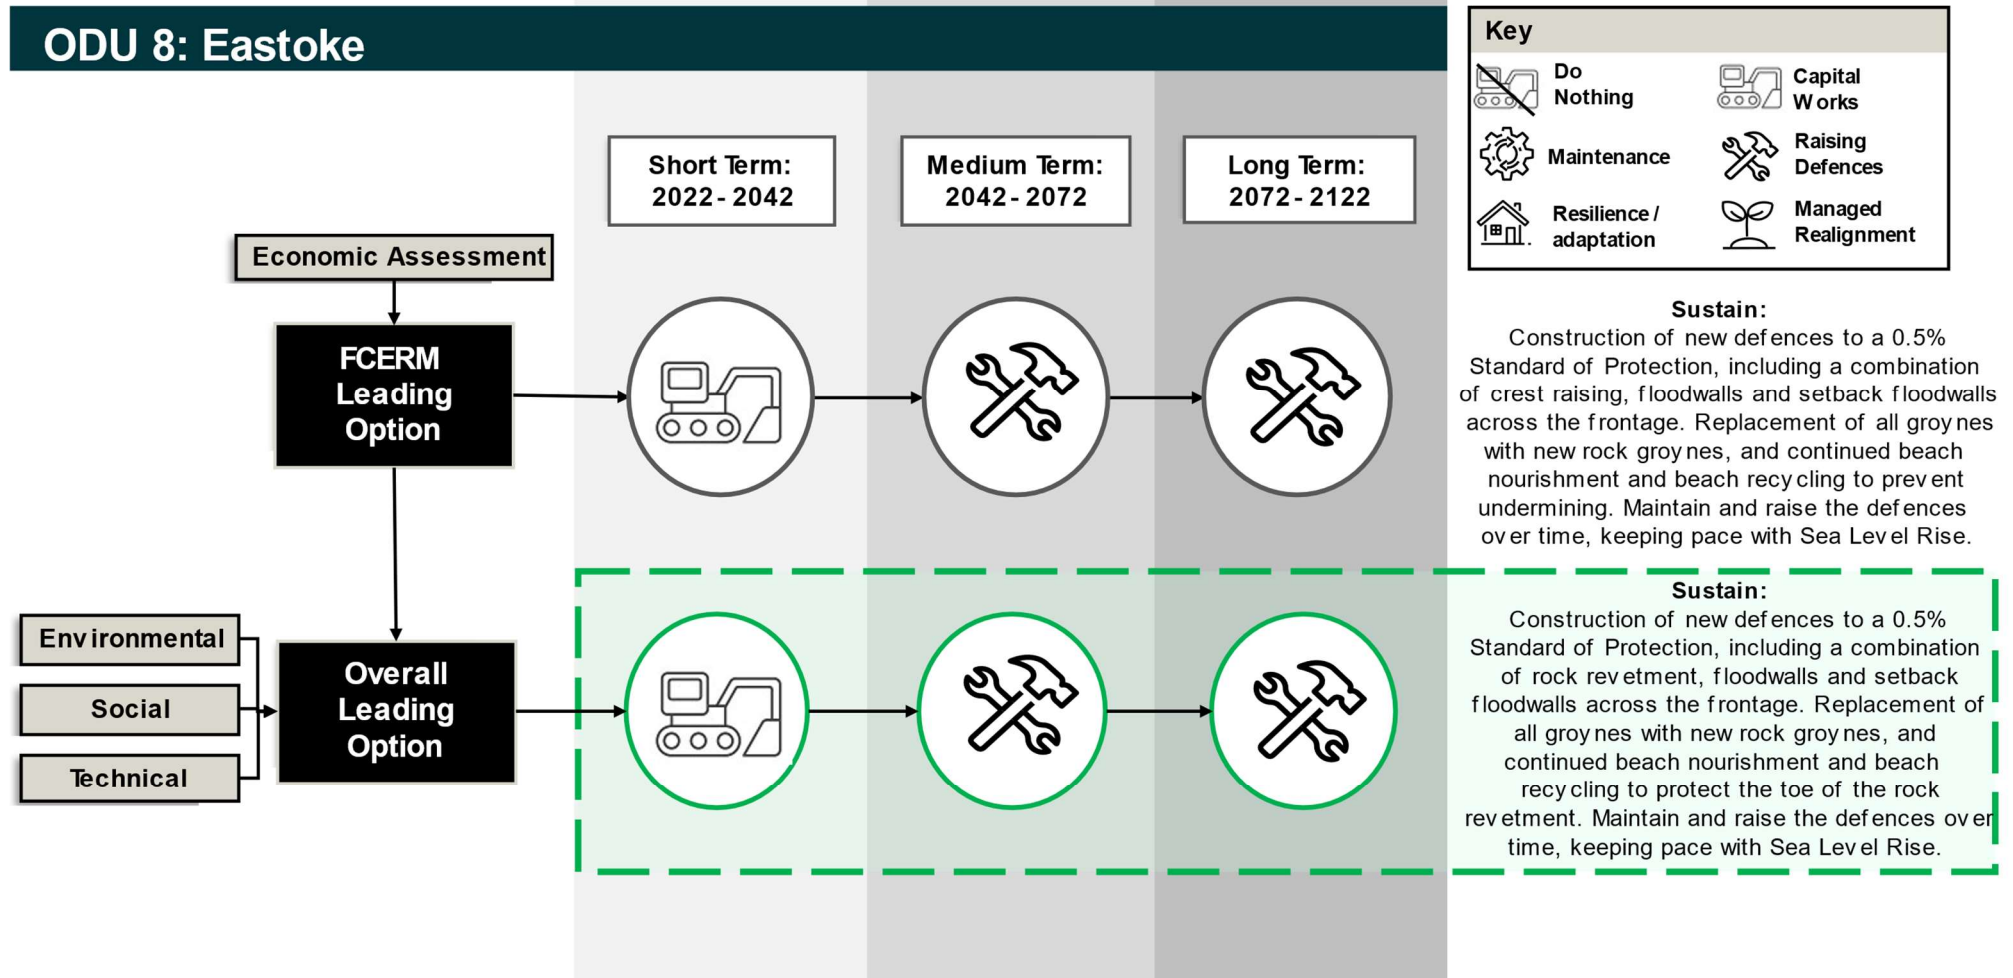 ODU 8: Eastoke
Key
Do
Nothing
Capital
Works
Maintenance
Raising
Defences
Resilience /
adaptation
Managed
Realignment
Short Term:
2022 - 2042
Medium Term:
2042 - 2072
Long Term:
2072 - 2122
Economic Assessment
FCERM
Leading
Option
Sustain:
Construction of new defences to a 0.5%
Standard of Protection, including a combination
of crest raising, floodwalls and setback floodwalls
across the frontage. Replacement of all groynes
with new rock groynes, and continued beach
nourishment and beach recycling to prevent
undermining. Maintain and raise the defences
over time, keeping pace with Sea Level Rise.
Environmental
Social
Technical
Overall
Leading
Option
Sustain:
Construction of new defences to a 0.5%
Standard of Protection, including a combination
of rock revetment, floodwalls and setback
floodwalls across the frontage. Replacement of
all groynes with new rock groynes, and
continued beach nourishment and beach
recycling to protect the toe of the rock
revetment. Maintain and raise the defences over
time, keeping pace with Sea Level Rise.